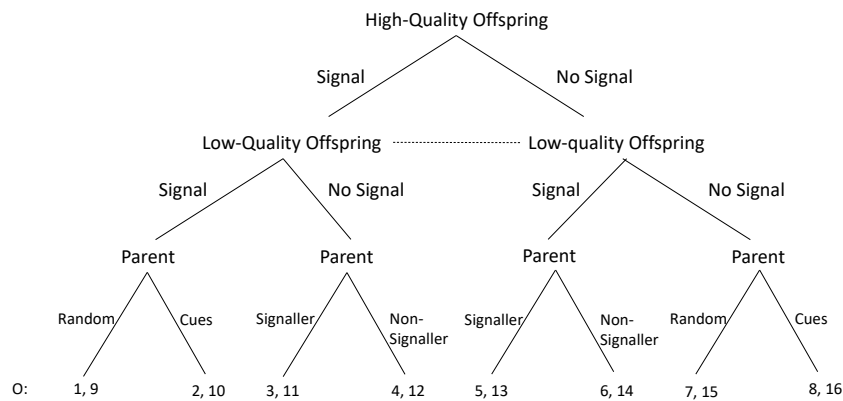 High-Quality Offspring
Signal
No Signal
Low-Quality Offspring
Low-quality Offspring
Signal
No Signal
Signal
No Signal
Parent
Parent
Parent
Parent
Random
Cues
Signaller
Non-
Signaller
Signaller
Non-
Signaller
Random
Cues
O: 1, 9 2, 10 3, 11 4, 12 5, 13 6, 14 7, 15 8, 16